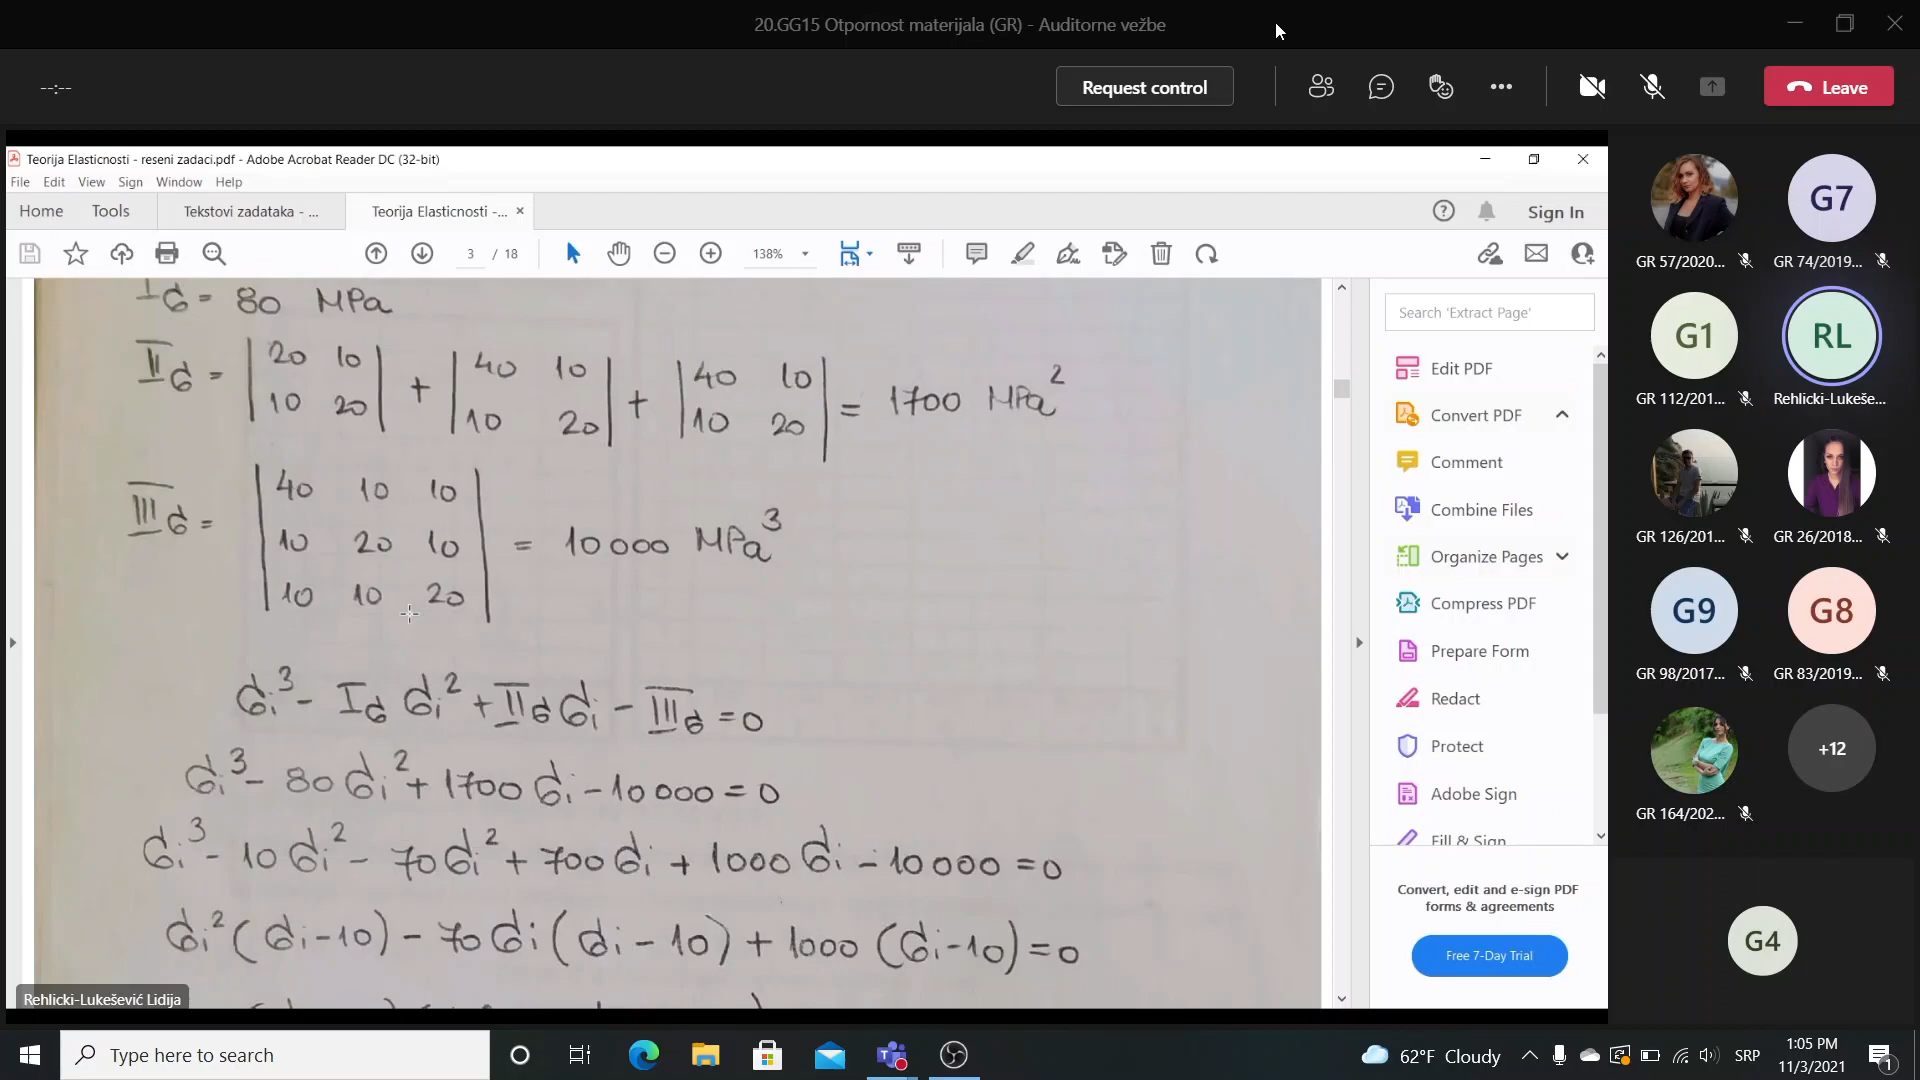 20.GG15 Otpornost materijala (GR) - Auditorne vežbe
--:--
Request control
Leave
Teorija Elasticnosti - reseni zadaci.pdf - Adobe Acrobat Reader DC (32-bit)
File Edit View Sign Window Help
Home Tools Tekstovi zadataka - ... Teorija Elasticnosti -... ×
Sign In
3 / 18 138%
I σ = 80 MPa
II σ = | 20 10 | + | 40 10 | + | 40 10 | = 1700 MPa²
| 10 20 | | 10 20 | | 10 20 |
III σ = | 40 10 10 |
| 10 20 10 | = 10 000 MPa³
| 10 10 20 |
σi³ - Iσ σi² + IIσ σi - IIIσ = 0
σi³ - 80 σi² + 1700 σi - 10 000 = 0
σi³ - 10 σi² - 70 σi² + 700 σi + 1000 σi - 10 000 = 0
σi² (σi - 10) - 70 σi (σi - 10) + 1000 (σi - 10) = 0
Rehlicki-Lukešević Lidija
Search 'Extract Page'
Edit PDF
Convert PDF
Comment
Combine Files
Organize Pages
Compress PDF
Prepare Form
Redact
Protect
Adobe Sign
Fill & Sign
Convert, edit and e-sign PDF
forms & agreements
Free 7-Day Trial
G7
GR 57/2020... GR 74/2019...
G1 RL
GR 112/201... Rehlicki-Lukeše...
GR 126/201... GR 26/2018...
G9 G8
GR 98/2017... GR 83/2019...
+12
GR 164/202...
G4
Type here to search
62°F Cloudy
SRP
1:05 PM
11/3/2021
1